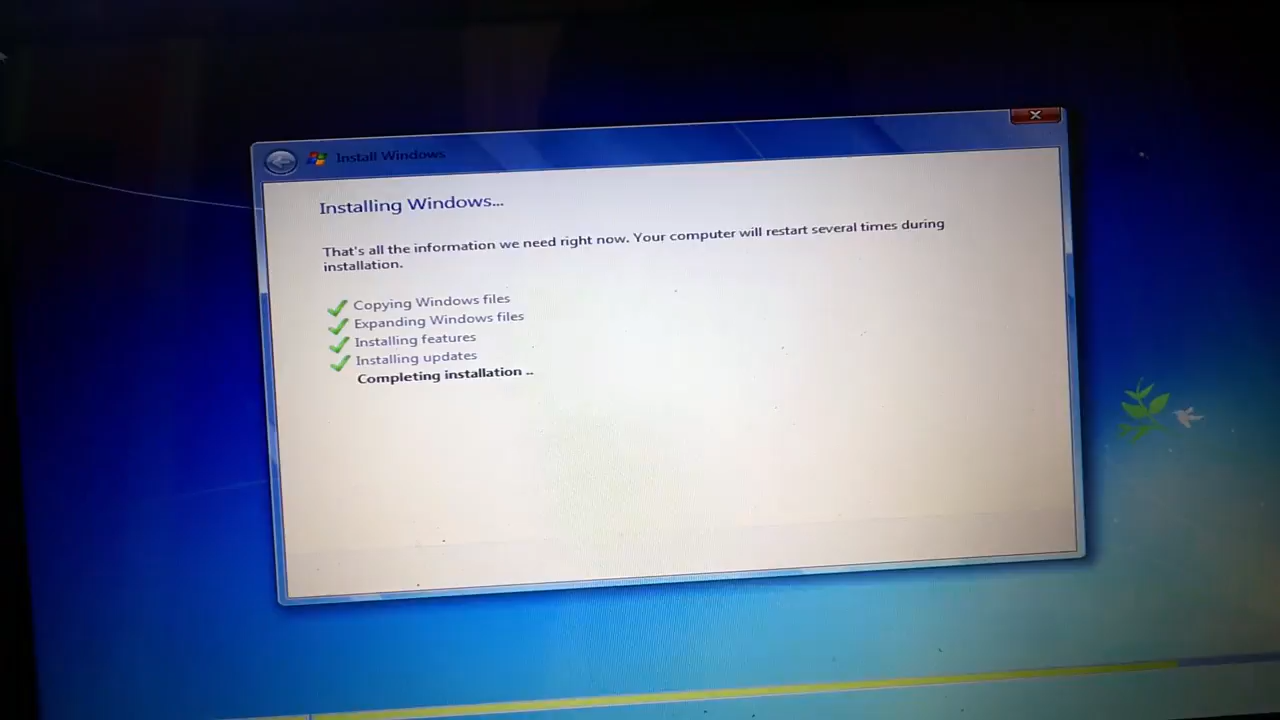 Install Windows
Installing Windows...
That's all the information we need right now. Your computer will restart several times during
installation.
Copying Windows files
Expanding Windows files
Installing features
Installing updates
Completing installation ..